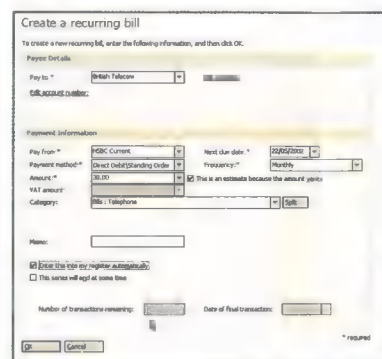 Create a recurring bill
To create a new recurring bill, enter the following information, and then click OK.
Payee Details
Pay to: * British Telecom
Edit account number:
Payment Information
Pay from: * HSBC Current Next due date: * 22/05/2002
Payment method: * Direct Debit\Standing Order Frequency: * Monthly
Amount: * 30.00 This is an estimate because the amount varies
VAT amount:
Category: Bills : Telephone Split
Memo:
Enter this into my register automatically
This series will end at some time
Number of transactions remaining: Date of final transaction:
* required
OK Cancel